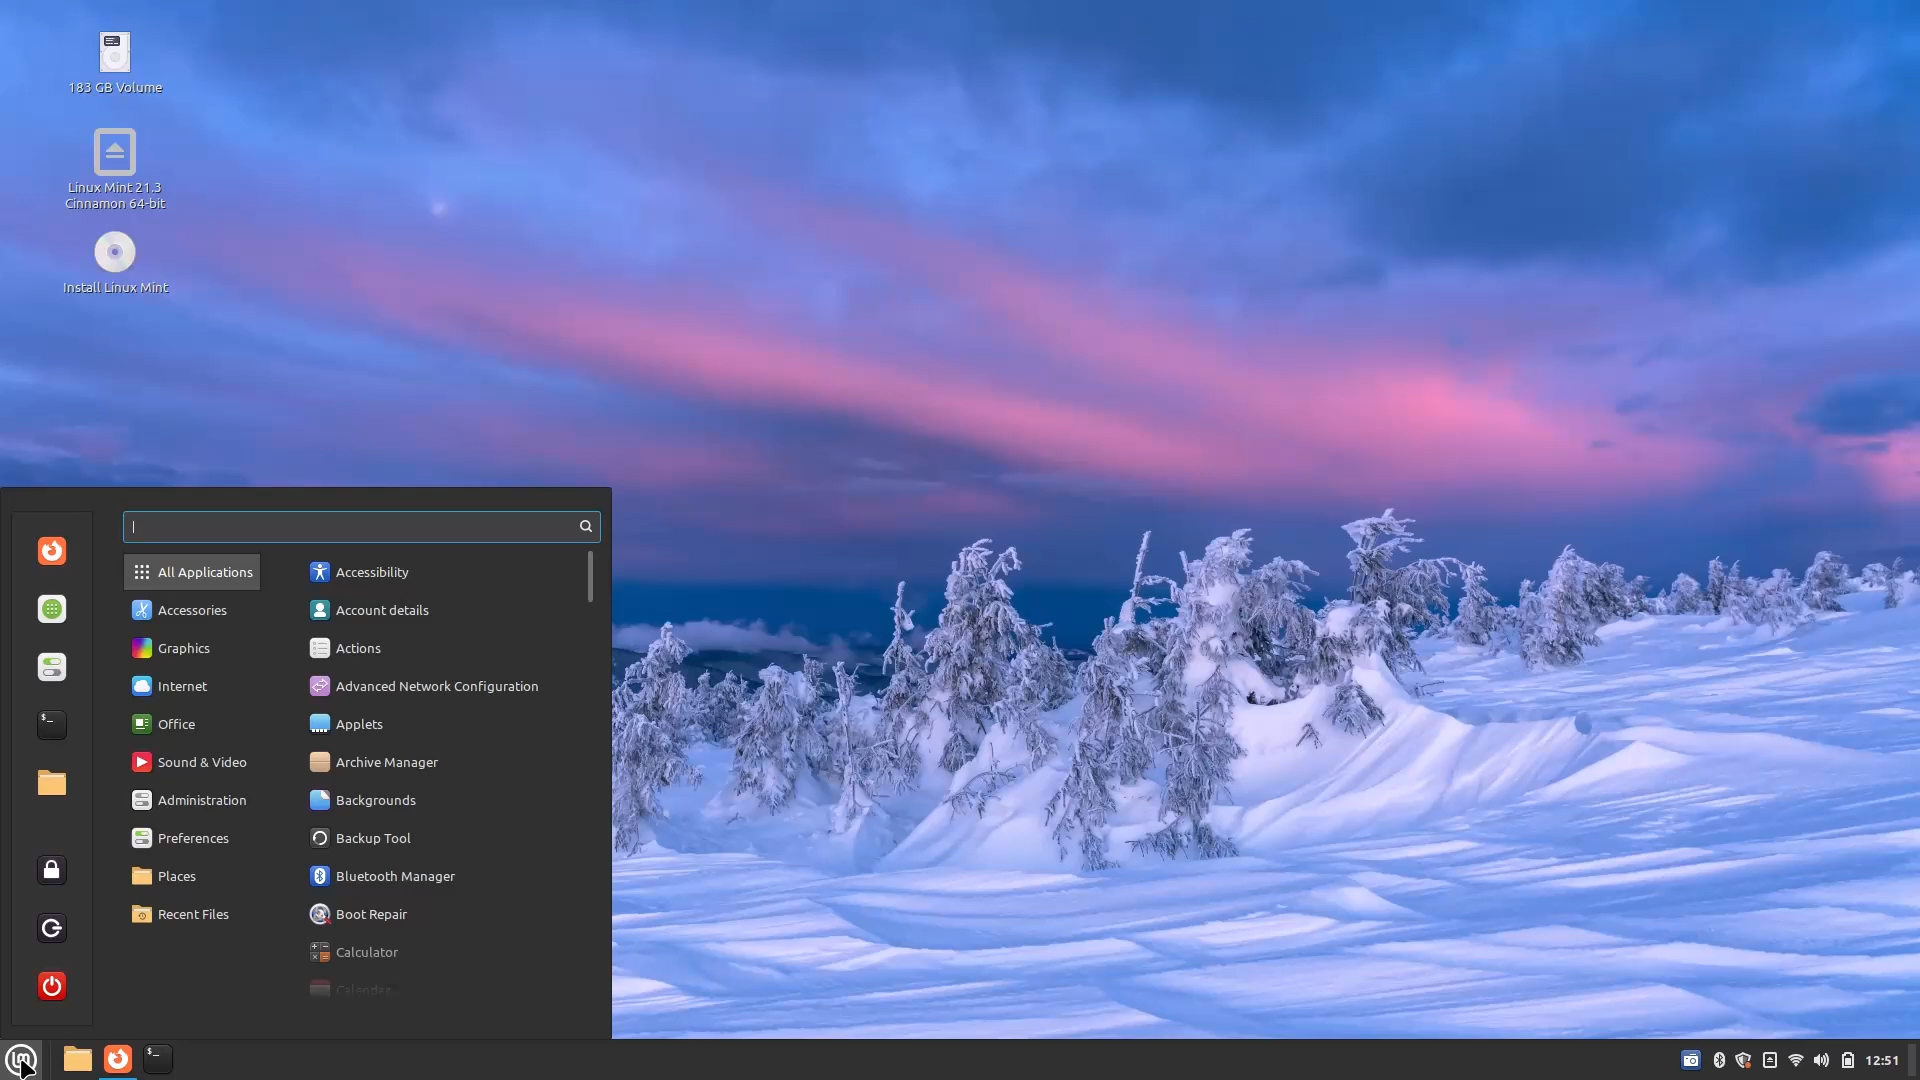 183 GB Volume
Linux Mint 21.3
Cinnamon 64-bit
Install Linux Mint
All Applications
Accessories
Graphics
Internet
Office
Sound & Video
Administration
Preferences
Places
Recent Files
Accessibility
Account details
Actions
Advanced Network Configuration
Applets
Archive Manager
Backgrounds
Backup Tool
Bluetooth Manager
Boot Repair
Calculator
Calendar
12:51